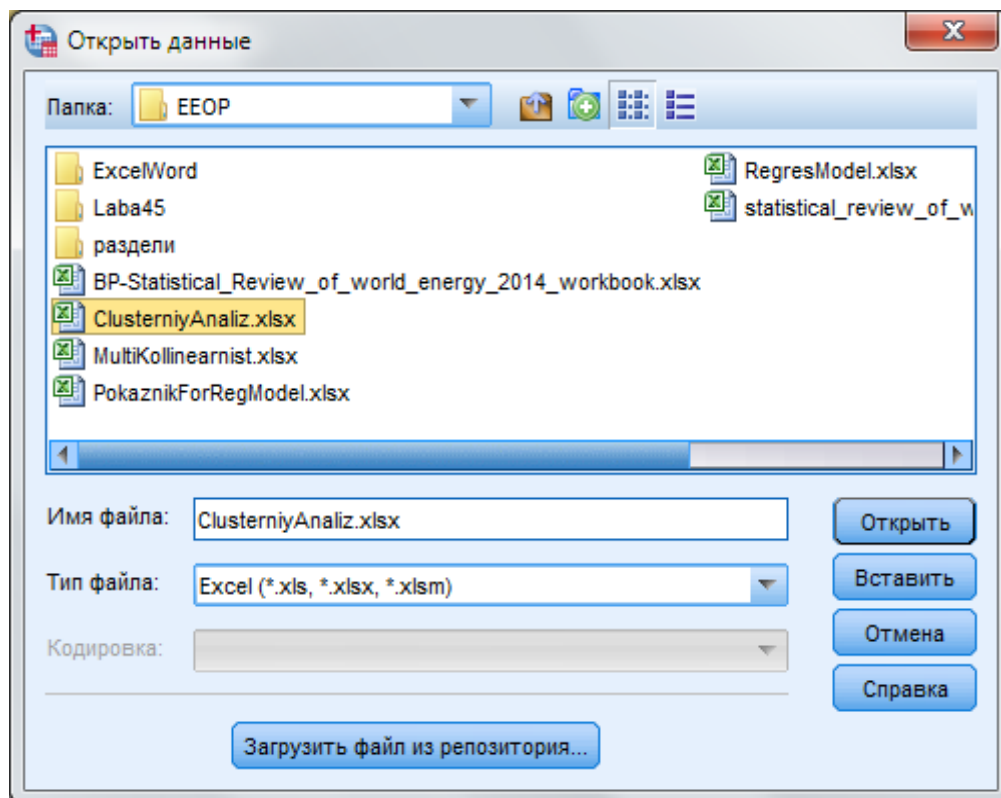 Открыть данные
Папка: EEOP
ExcelWord
Laba45
раздели
BP-Statistical_Review_of_world_energy_2014_workbook.xlsx
ClusterniyAnaliz.xlsx
MultiKollinearnist.xlsx
PokaznikForRegModel.xlsx
RegresModel.xlsx
statistical_review_of_w
Имя файла: ClusterniyAnaliz.xlsx
Открыть
Тип файла: Excel (*.xls, *.xlsx, *.xlsm)
Вставить
Кодировка:
Отмена
Справка
Загрузить файл из репозитория...